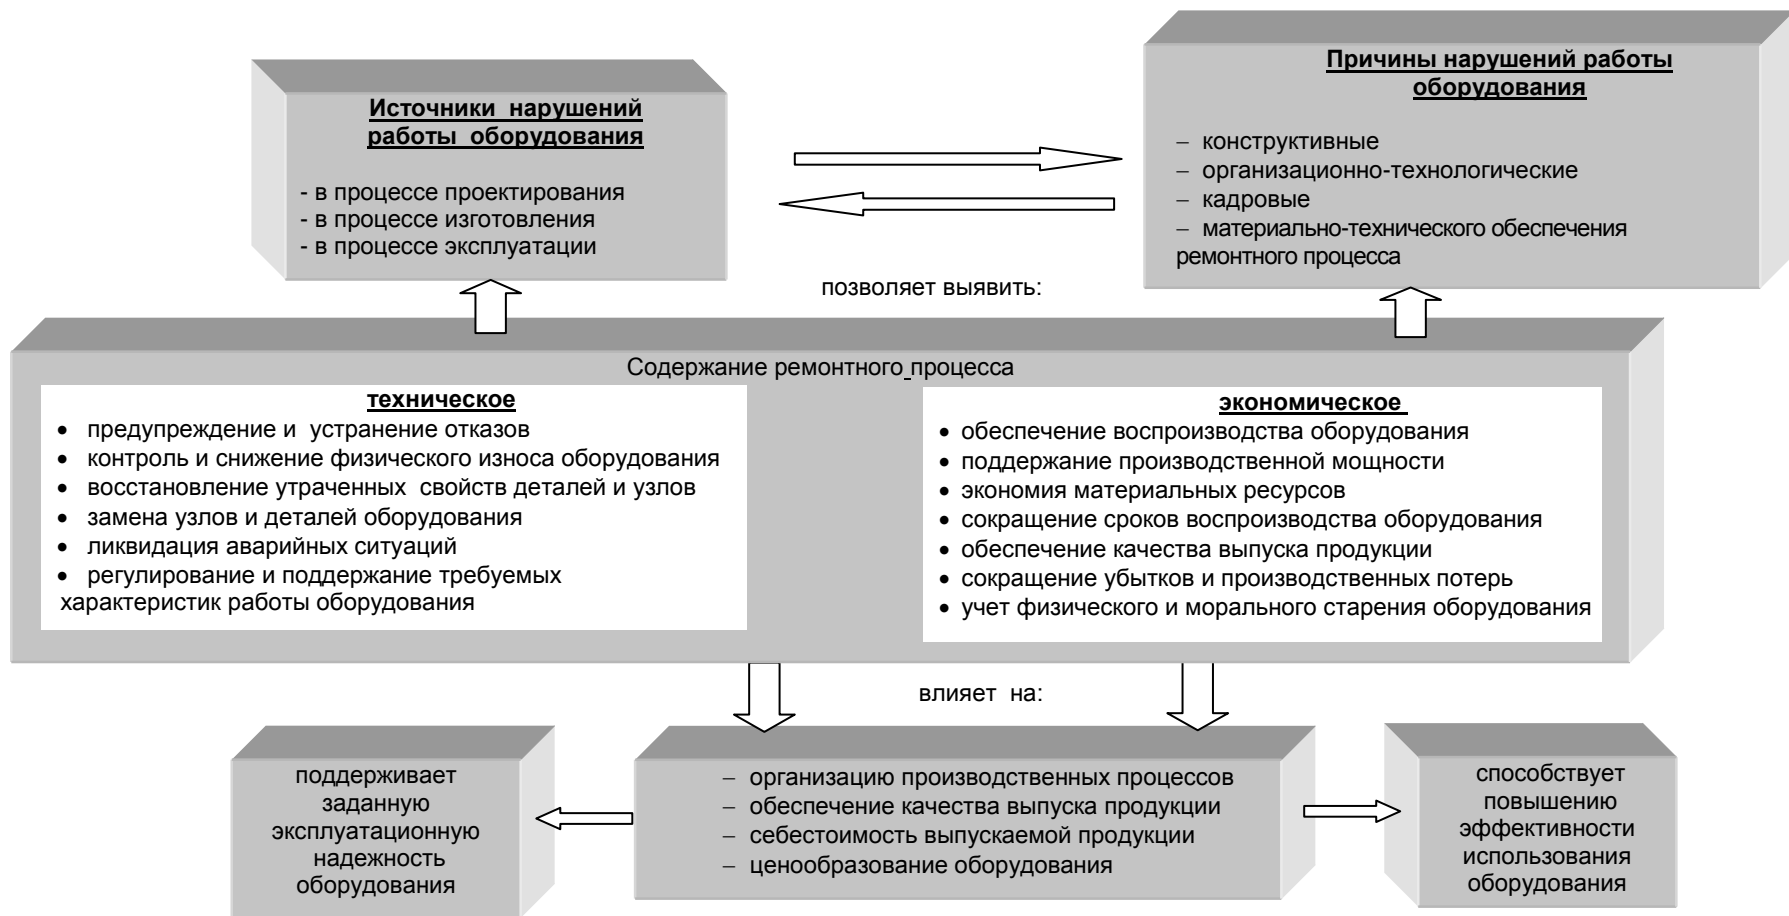 Источники нарушений
работы оборудования
- в процессе проектирования
- в процессе изготовления
- в процессе эксплуатации
Причины нарушений работы
оборудования
– конструктивные
– организационно-технологические
– кадровые
– материально-технического обеспечения
ремонтного процесса
позволяет выявить:
Содержание ремонтного процесса
техническое
• предупреждение и устранение отказов
• контроль и снижение физического износа оборудования
• восстановление утраченных свойств деталей и узлов
• замена узлов и деталей оборудования
• ликвидация аварийных ситуаций
• регулирование и поддержание требуемых
характеристик работы оборудования
экономическое
• обеспечение воспроизводства оборудования
• поддержание производственной мощности
• экономия материальных ресурсов
• сокращение сроков воспроизводства оборудования
• обеспечение качества выпуска продукции
• сокращение убытков и производственных потерь
• учет физического и морального старения оборудования
влияет на:
поддерживает
заданную
эксплуатационную
надежность
оборудования
– организацию производственных процессов
– обеспечение качества выпуска продукции
– себестоимость выпускаемой продукции
– ценообразование оборудования
способствует
повышению
эффективности
использования
оборудования